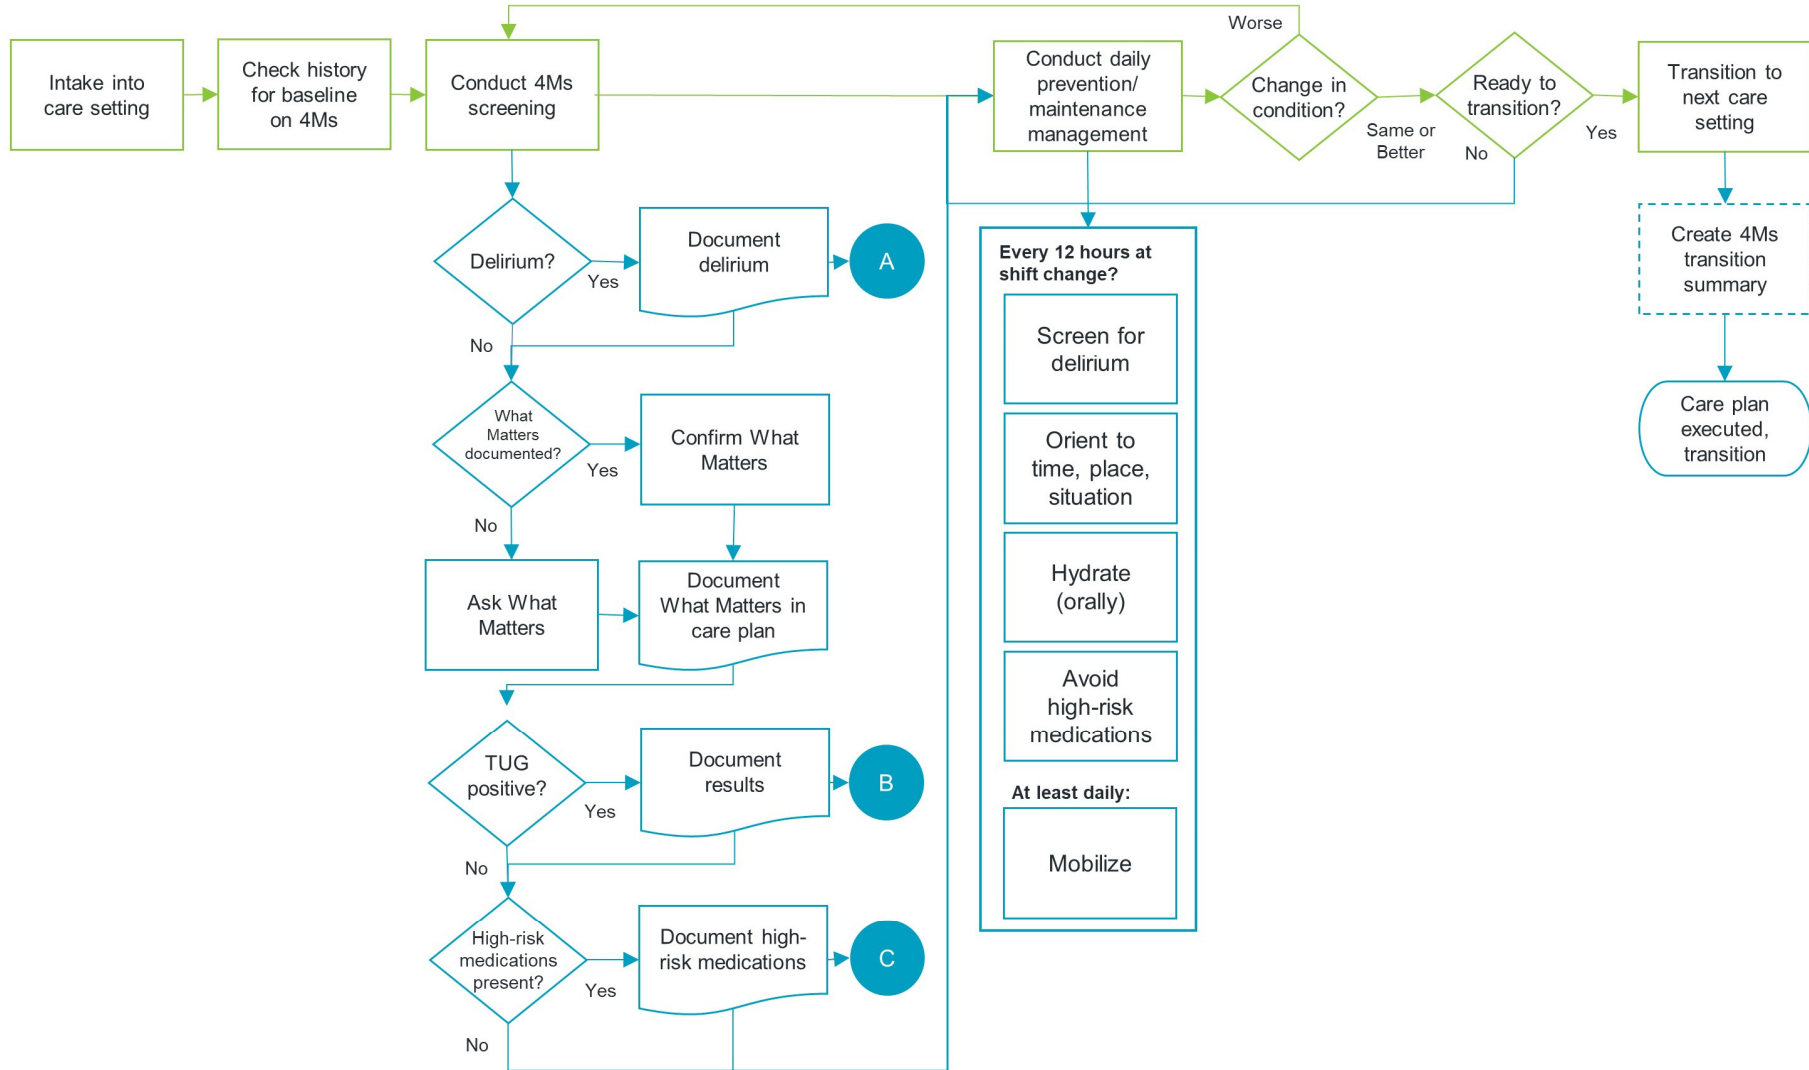 Intake into
care setting
Check history
for baseline
on 4Ms
Conduct 4Ms
screening
Conduct daily
prevention/
maintenance
management
Worse
Change in
condition?
Same or
Better
Ready to
transition?
No
Yes
Transition to
next care
setting
Create 4Ms
transition
summary
Care plan
executed,
transition
Delirium?
Yes
No
Document
delirium
A
What
Matters
documented?
Yes
No
Confirm What
Matters
Ask What
Matters
Document
What Matters in
care plan
TUG
positive?
Yes
No
Document
results
B
High-risk
medications
present?
Yes
No
Document high-
risk medications
C
Every 12 hours at
shift change?
Screen for
delirium
Orient to
time, place,
situation
Hydrate
(orally)
Avoid
high-risk
medications
At least daily:
Mobilize